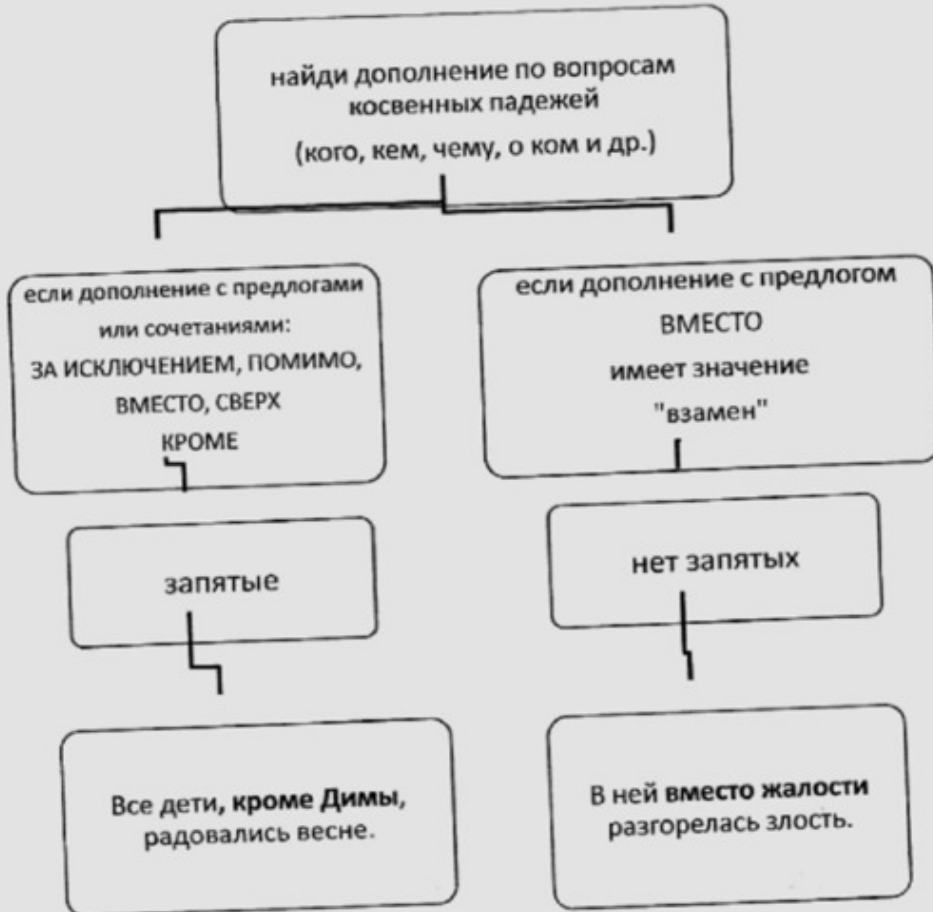 найди дополнение по вопросам
косвенных падежей
(кого, кем, чему, о ком и др.)
если дополнение с предлогами
или сочетаниями:
ЗА ИСКЛЮЧЕНИЕМ, ПОМИМО,
ВМЕСТО, СВЕРХ
КРОМЕ
если дополнение с предлогом
ВМЕСТО
имеет значение
"взамен"
запятые
нет запятых
Все дети, кроме Димы,
радовались весне.
В ней вместо жалости
разгорелась злость.